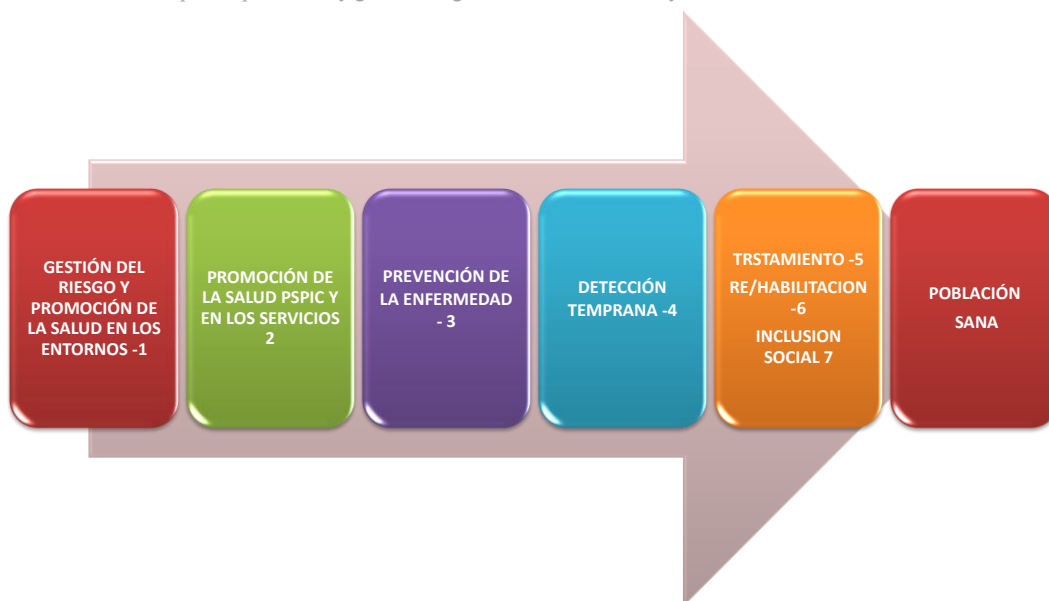 GESTIÓN DEL
RIESGO Y
PROMOCIÓN DE
LA SALUD EN LOS
ENTORNOS -1
PROMOCIÓN DE
LA SALUD PSPIC Y
EN LOS SERVICIOS
2
PREVENCIÓN DE
LA ENFERMEDAD
- 3
DETECCIÓN
TEMPRANA -4
TRSTAMIENTO -5
RE/HABILITACION
-6
INCLUSION
SOCIAL 7
POBLACIÓN
SANA